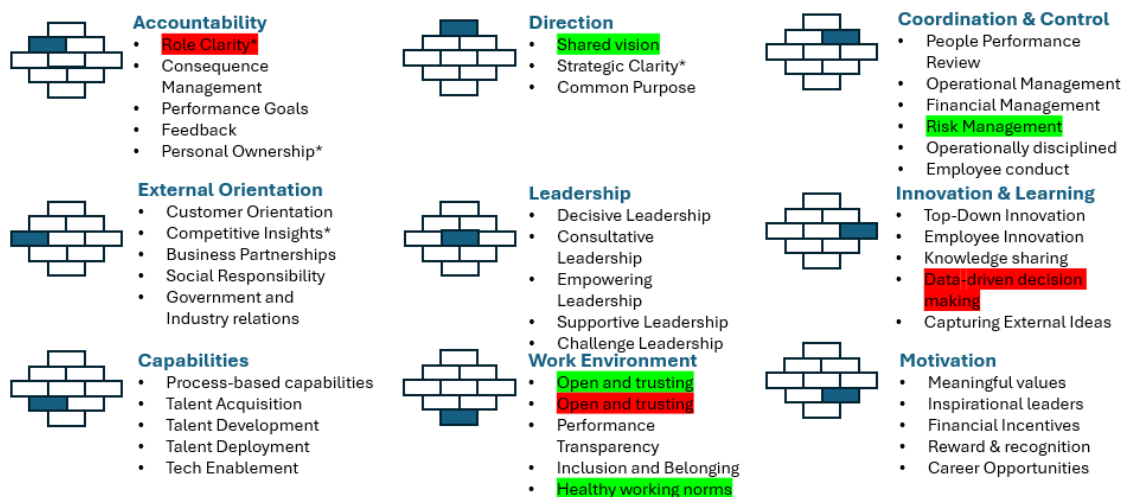 Accountability
• Role Clarity*
• Consequence
Management
• Performance Goals
• Feedback
• Personal Ownership*
Direction
• Shared vision
• Strategic Clarity*
• Common Purpose
Coordination & Control
• People Performance
Review
• Operational Management
• Financial Management
• Risk Management
• Operationally disciplined
• Employee conduct
External Orientation
• Customer Orientation
• Competitive Insights*
• Business Partnerships
• Social Responsibility
• Government and
Industry relations
Leadership
• Decisive Leadership
• Consultative
Leadership
• Empowering
Leadership
• Supportive Leadership
• Challenge Leadership
Innovation & Learning
• Top-Down Innovation
• Employee Innovation
• Knowledge sharing
• Data-driven decision
making
• Capturing External Ideas
Capabilities
• Process-based capabilities
• Talent Acquisition
• Talent Development
• Talent Deployment
• Tech Enablement
Work Environment
• Open and trusting
• Open and trusting
• Performance
Transparency
• Inclusion and Belonging
• Healthy working norms
Motivation
• Meaningful values
• Inspirational leaders
• Financial Incentives
• Reward & recognition
• Career Opportunities